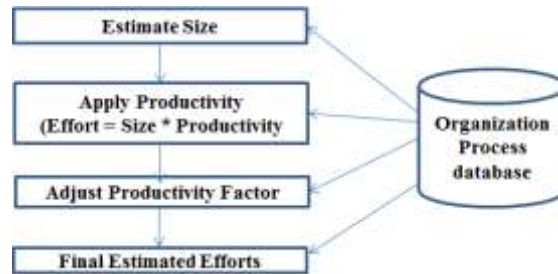 Estimate Size
Apply Productivity
(Effort = Size * Productivity
Organization
Process
database
Adjust Productivity Factor
Final Estimated Efforts